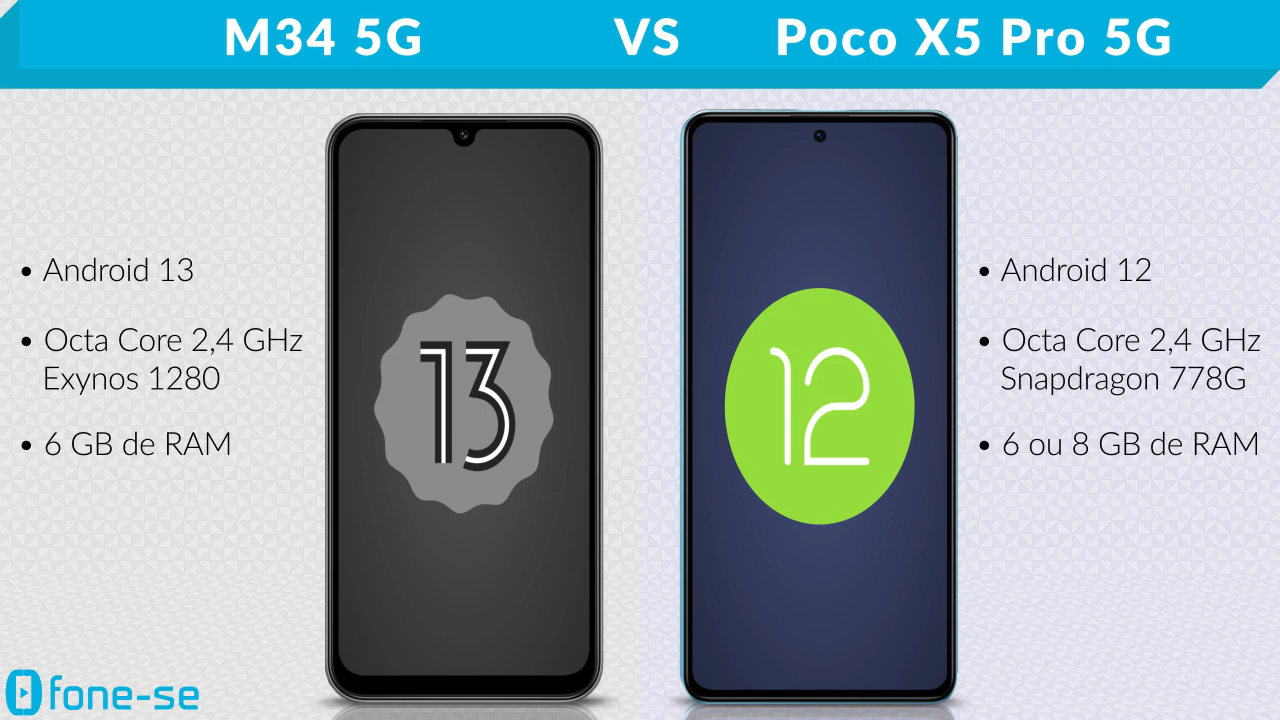 M34 5G VS Poco X5 Pro 5G
• Android 13
• Octa Core 2,4 GHz
Exynos 1280
• 6 GB de RAM
13
12
• Android 12
• Octa Core 2,4 GHz
Snapdragon 778G
• 6 ou 8 GB de RAM
fone-se